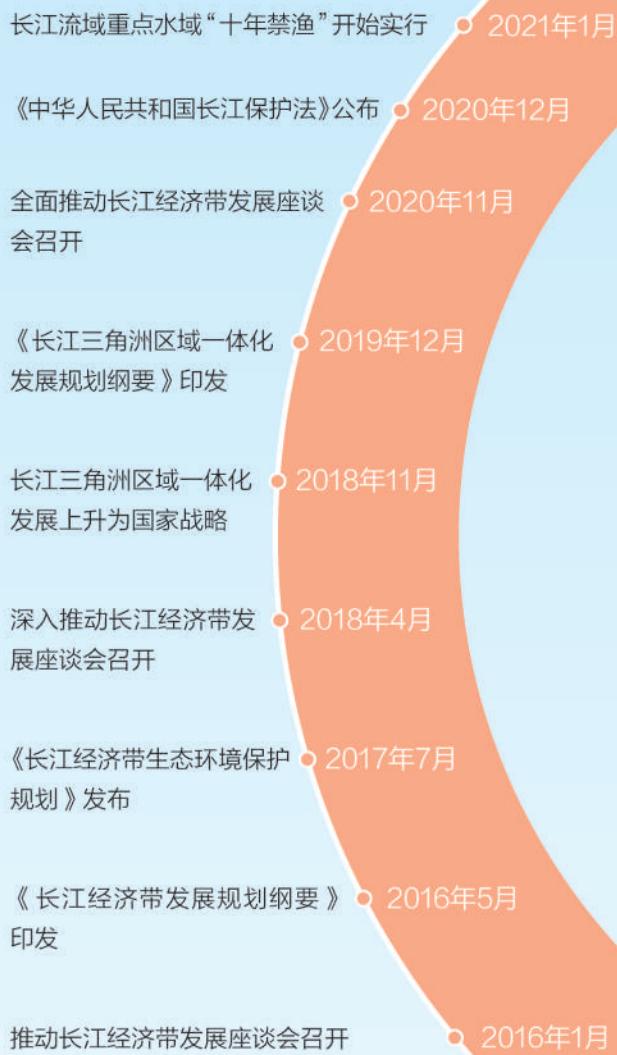 长江流域重点水域“十年禁渔”开始实行 2021年1月
《中华人民共和国长江保护法》公布 2020年12月
全面推动长江经济带发展座谈 2020年11月
会召开
《长江三角洲区域一体化 2019年12月
发展规划纲要》印发
长江三角洲区域一体化 2018年11月
发展上升为国家战略
深入推动长江经济带发 2018年4月
展座谈会召开
《长江经济带生态环境保护 2017年7月
规划》发布
《长江经济带发展规划纲要》 2016年5月
印发
推动长江经济带发展座谈会召开 2016年1月